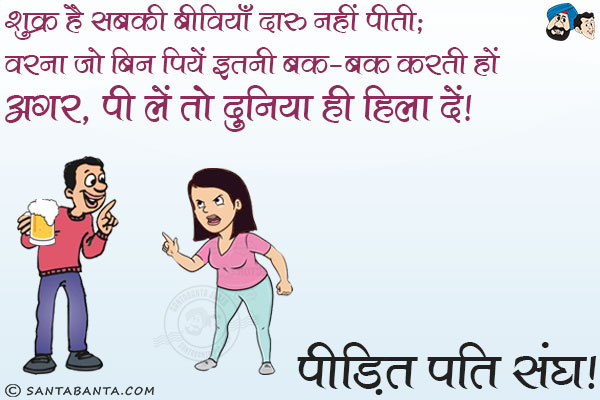 शुक्र है सबकी बीवियाँ दारु नहीं पीती;
वरना जो बिन पियें इतनी बक-बक करती हों
अगर, पी लें तो दुनिया ही हिला दें!
पीड़ित पति संघ!
© SANTABANTA.COM